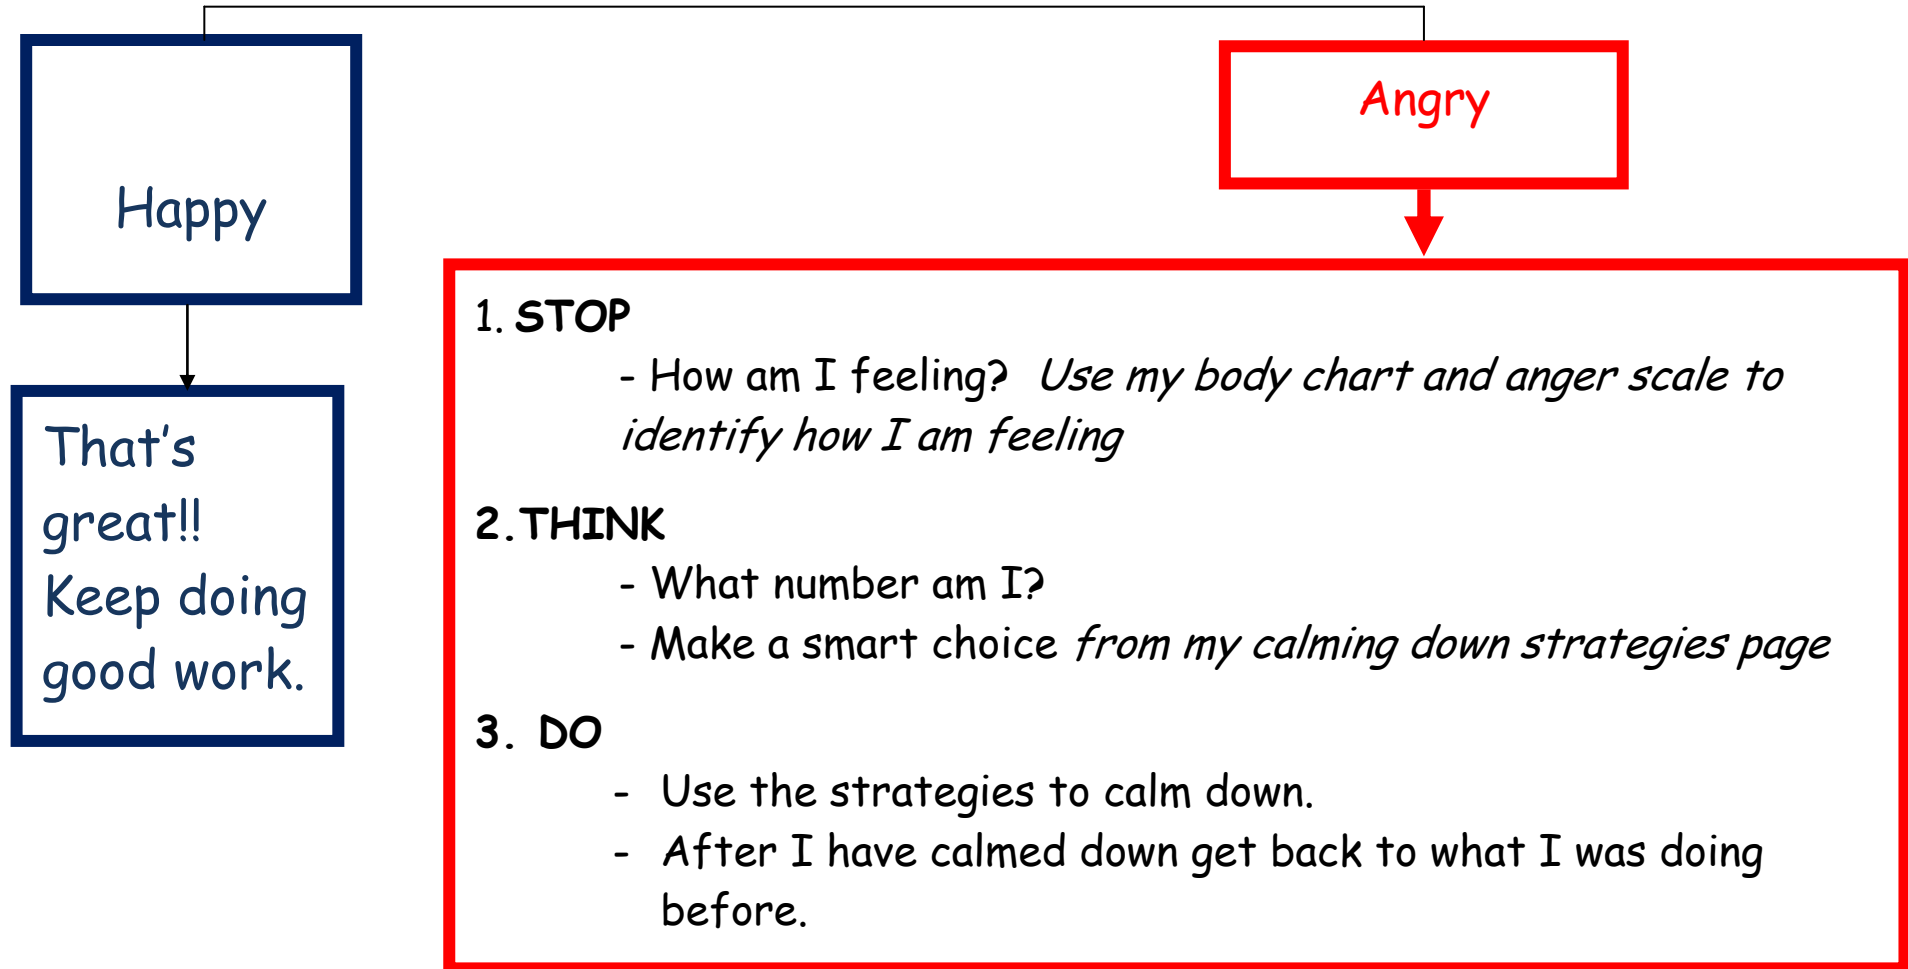 Happy
That's
great!!
Keep doing
good work.
Angry
1. STOP
- How am I feeling?  Use my body chart and anger scale to
identify how I am feeling
2. THINK
- What number am I?
- Make a smart choice from my calming down strategies page
3. DO
- Use the strategies to calm down.
- After I have calmed down get back to what I was doing
before.